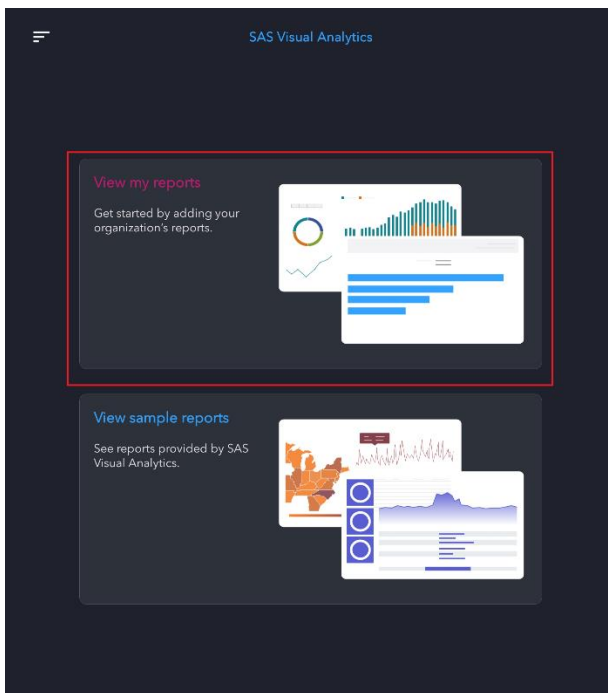 SAS Visual Analytics
View my reports
Get started by adding your
organization's reports.
View sample reports
See reports provided by SAS
Visual Analytics.